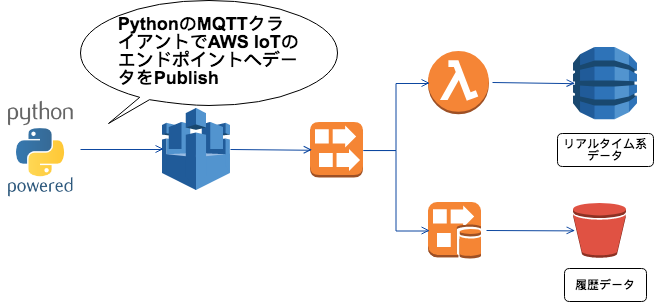 PythonのMQTTクラ
イアントでAWS IoTの
エンドポイントへデー
タをPublish
python
powered
リアルタイム系
データ
履歴データ